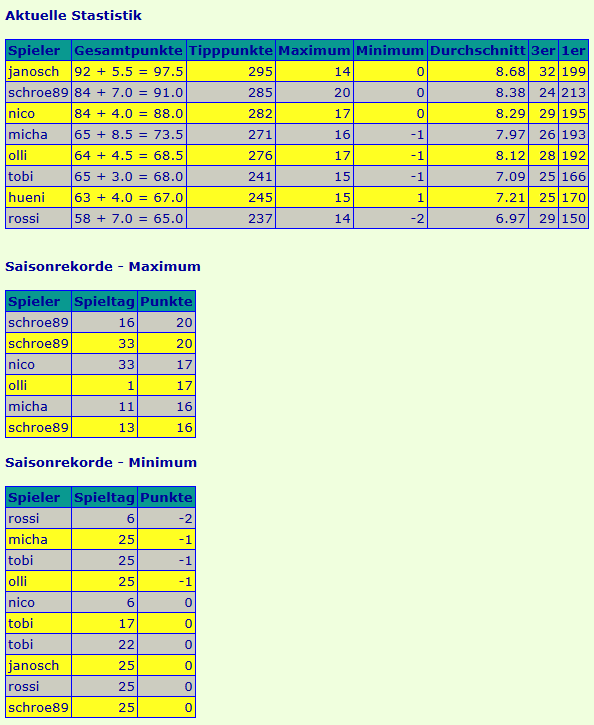 Aktuelle Stastistik
Spieler Gesamtpunkte Tipppunkte Maximum Minimum Durchschnitt 3er 1er
janosch 92 + 5.5 = 97.5 295 14 0 8.68 32 199
schroe89 84 + 7.0 = 91.0 285 20 0 8.38 24 213
nico 84 + 4.0 = 88.0 282 17 0 8.29 29 195
micha 65 + 8.5 = 73.5 271 16 -1 7.97 26 193
olli 64 + 4.5 = 68.5 276 17 -1 8.12 28 192
tobi 65 + 3.0 = 68.0 241 15 -1 7.09 25 166
hueni 63 + 4.0 = 67.0 245 15 1 7.21 25 170
rossi 58 + 7.0 = 65.0 237 14 -2 6.97 29 150
Saisonrekorde - Maximum
Spieler Spieltag Punkte
schroe89 16 20
schroe89 33 20
nico 33 17
olli 1 17
micha 11 16
schroe89 13 16
Saisonrekorde - Minimum
Spieler Spieltag Punkte
rossi 6 -2
micha 25 -1
tobi 25 -1
olli 25 -1
nico 6 0
tobi 17 0
tobi 22 0
janosch 25 0
rossi 25 0
schroe89 25 0